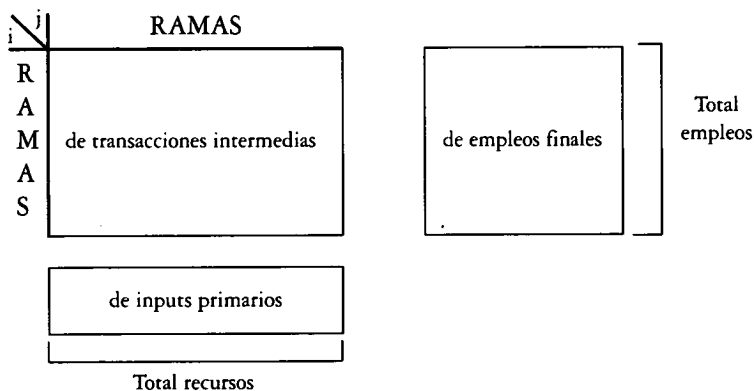 j
i
RAMAS
R
A
M
A
S
de transacciones intermedias
de empleos finales
Total
empleos
de inputs primarios
Total recursos